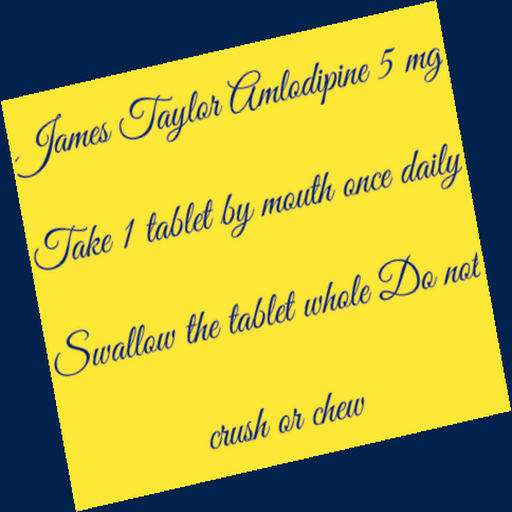 James Taylor Amlodipine 5 mg
Take 1 tablet by mouth once daily
Swallow the tablet whole Do not
crush or chew